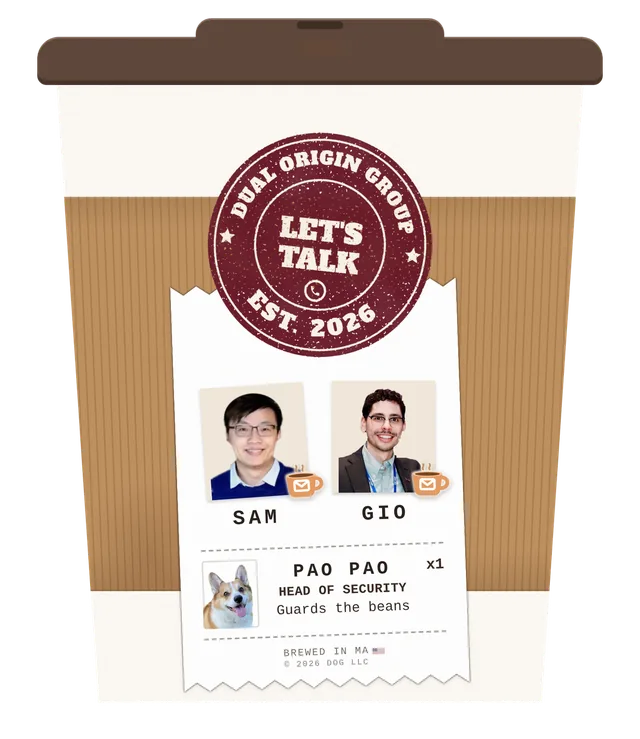 DUAL ORIGIN GROUP
LET'S
TALK
EST. 2026
SAM
GIO
PAO PAO
x1
HEAD OF SECURITY
Guards the beans
BREWED IN MA 🇺🇸
© 2026 DOG LLC